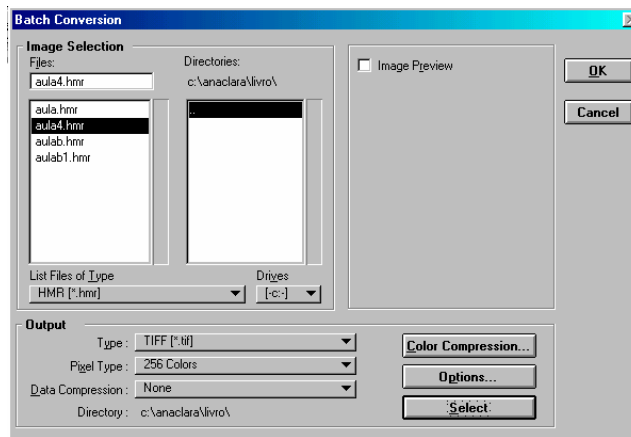 Batch Conversion
Image Selection
Files:
Directories:
aula4.hmr
c:\anaclara\livro\
aula.hmr
aula4.hmr
aulab.hmr
aulab1.hmr
..
List Files of Type
Drives
HMR [*.hmr]
[-c:-]
Image Preview
OK
Cancel
Output
Type : TIFF [*.tif]
Pixel Type : 256 Colors
Data Compression : None
Directory : c:\anaclara\livro\
Color Compression...
Options...
Select